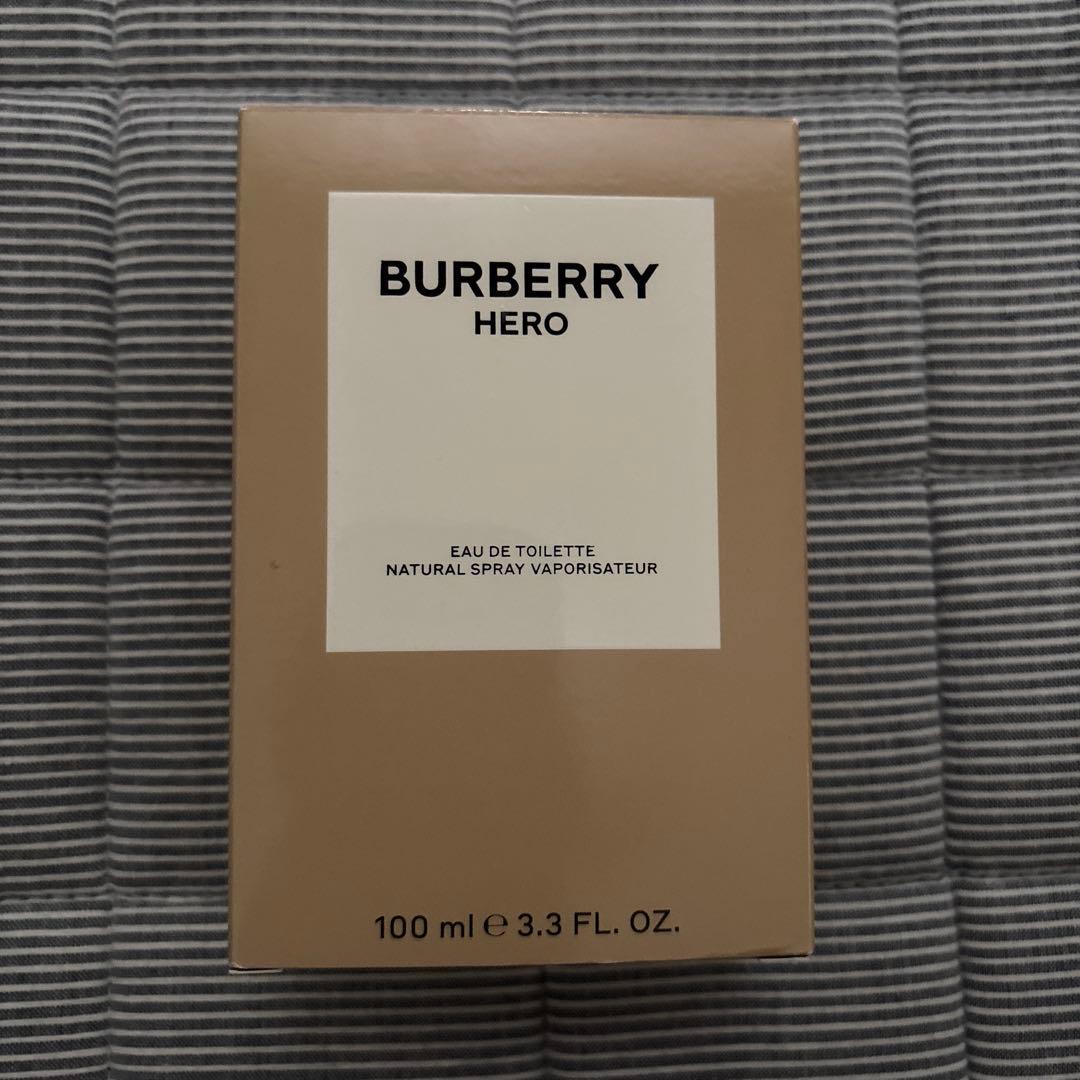 BURBERRY
HERO
EAU DE TOILETTE
NATURAL SPRAY VAPORISATEUR
100 ml ℮ 3.3 FL. OZ.